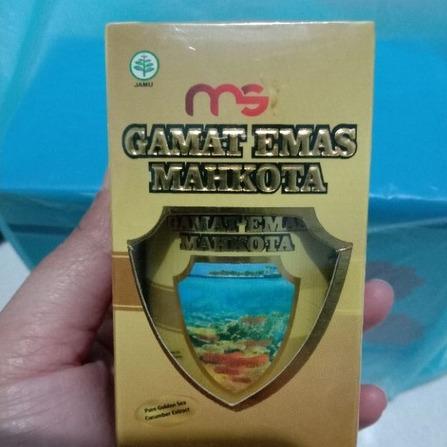 JAMU
ms
GAMAT EMAS
MAHKOTA
GAMAT EMAS
MAHKOTA
Pure Golden Sea
Cucumber Extract